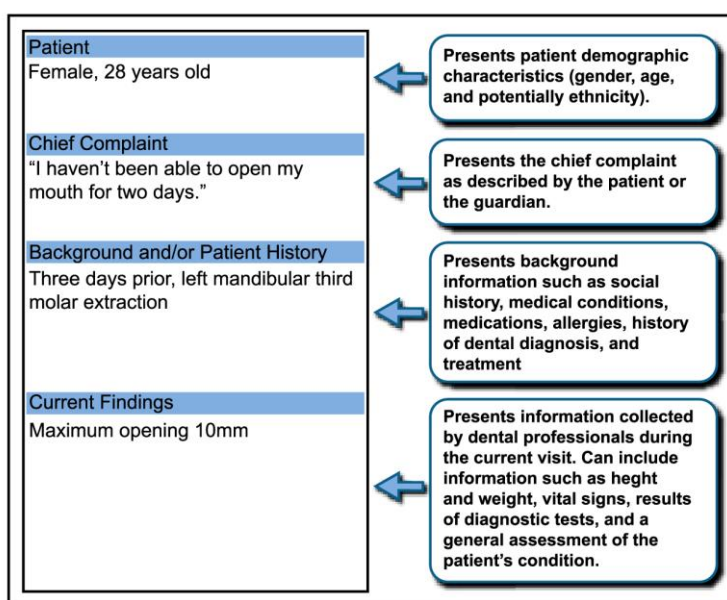 Patient
Female, 28 years old
Presents patient demographic
characteristics (gender, age,
and potentially ethnicity).
Chief Complaint
“I haven’t been able to open my
mouth for two days.”
Presents the chief complaint
as described by the patient or
the guardian.
Background and/or Patient History
Three days prior, left mandibular third
molar extraction
Presents background
information such as social
history, medical conditions,
medications, allergies, history
of dental diagnosis, and
treatment
Current Findings
Maximum opening 10mm
Presents information collected
by dental professionals during
the current visit. Can include
information such as heght
and weight, vital signs, results
of diagnostic tests, and a
general assessment of the
patient’s condition.